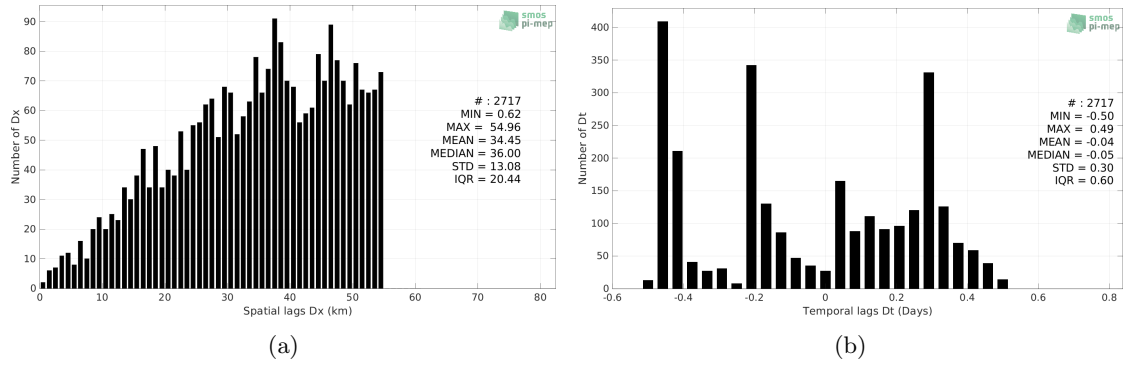 smos
pi-mep
90
80
70
60
50
40
30
20
10
0
Number of Dx
# : 2717
MIN = 0.62
MAX = 54.96
MEAN = 34.45
MEDIAN = 36.00
STD = 13.08
IQR = 20.44
0 10 20 30 40 50 60 70 80
Spatial lags Dx (km)
(a)
smos
pi-mep
400
350
300
250
200
150
100
50
0
Number of Dt
# : 2717
MIN = -0.50
MAX = 0.49
MEAN = -0.04
MEDIAN = -0.05
STD = 0.30
IQR = 0.60
-0.6 -0.4 -0.2 0 0.2 0.4 0.6 0.8
Temporal lags Dt (Days)
(b)